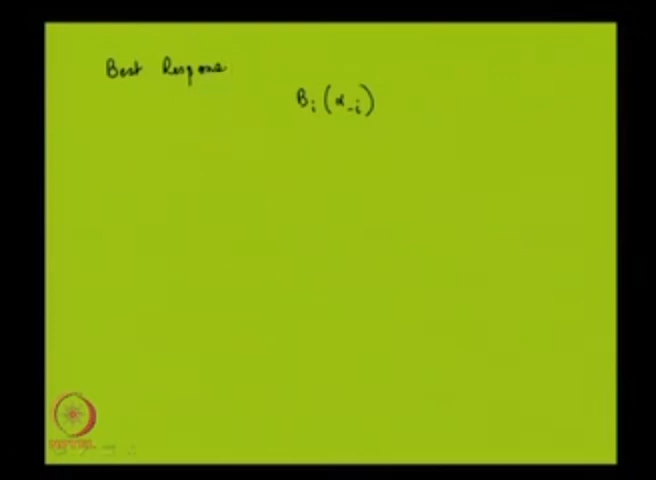 Best Response
B_i (α_{-i})